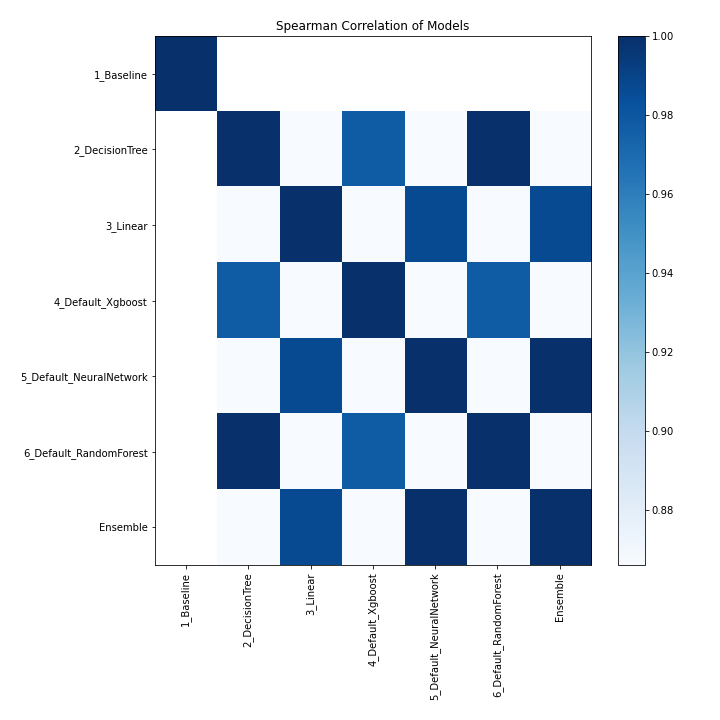 Spearman Correlation of Models
1_Baseline
2_DecisionTree
3_Linear
4_Default_Xgboost
5_Default_NeuralNetwork
6_Default_RandomForest
Ensemble
1_Baseline
2_DecisionTree
3_Linear
4_Default_Xgboost
5_Default_NeuralNetwork
6_Default_RandomForest
Ensemble
1.00
0.98
0.96
0.94
0.92
0.90
0.88